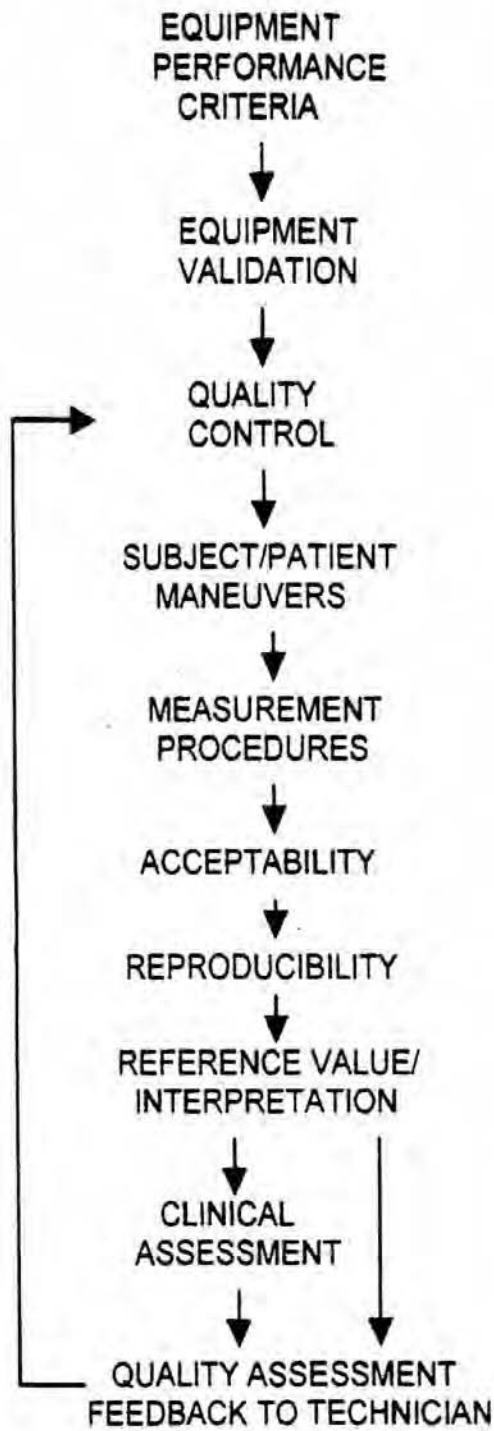 EQUIPMENT
PERFORMANCE
CRITERIA
EQUIPMENT
VALIDATION
QUALITY
CONTROL
SUBJECT/PATIENT
MANEUVERS
MEASUREMENT
PROCEDURES
ACCEPTABILITY
REPRODUCIBILITY
REFERENCE VALUE/
INTERPRETATION
CLINICAL
ASSESSMENT
QUALITY ASSESSMENT
FEEDBACK TO TECHNICIAN